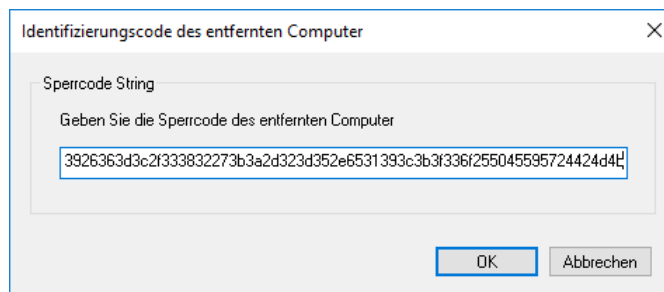 Identifizierungscode des entfernten Computer
Sperrcode String
Geben Sie die Sperrcode des entfernten Computer
3926363d3c2f333832273b3a2d323d352e6531393c3b3f336f255045595724424d4
OK
Abbrechen